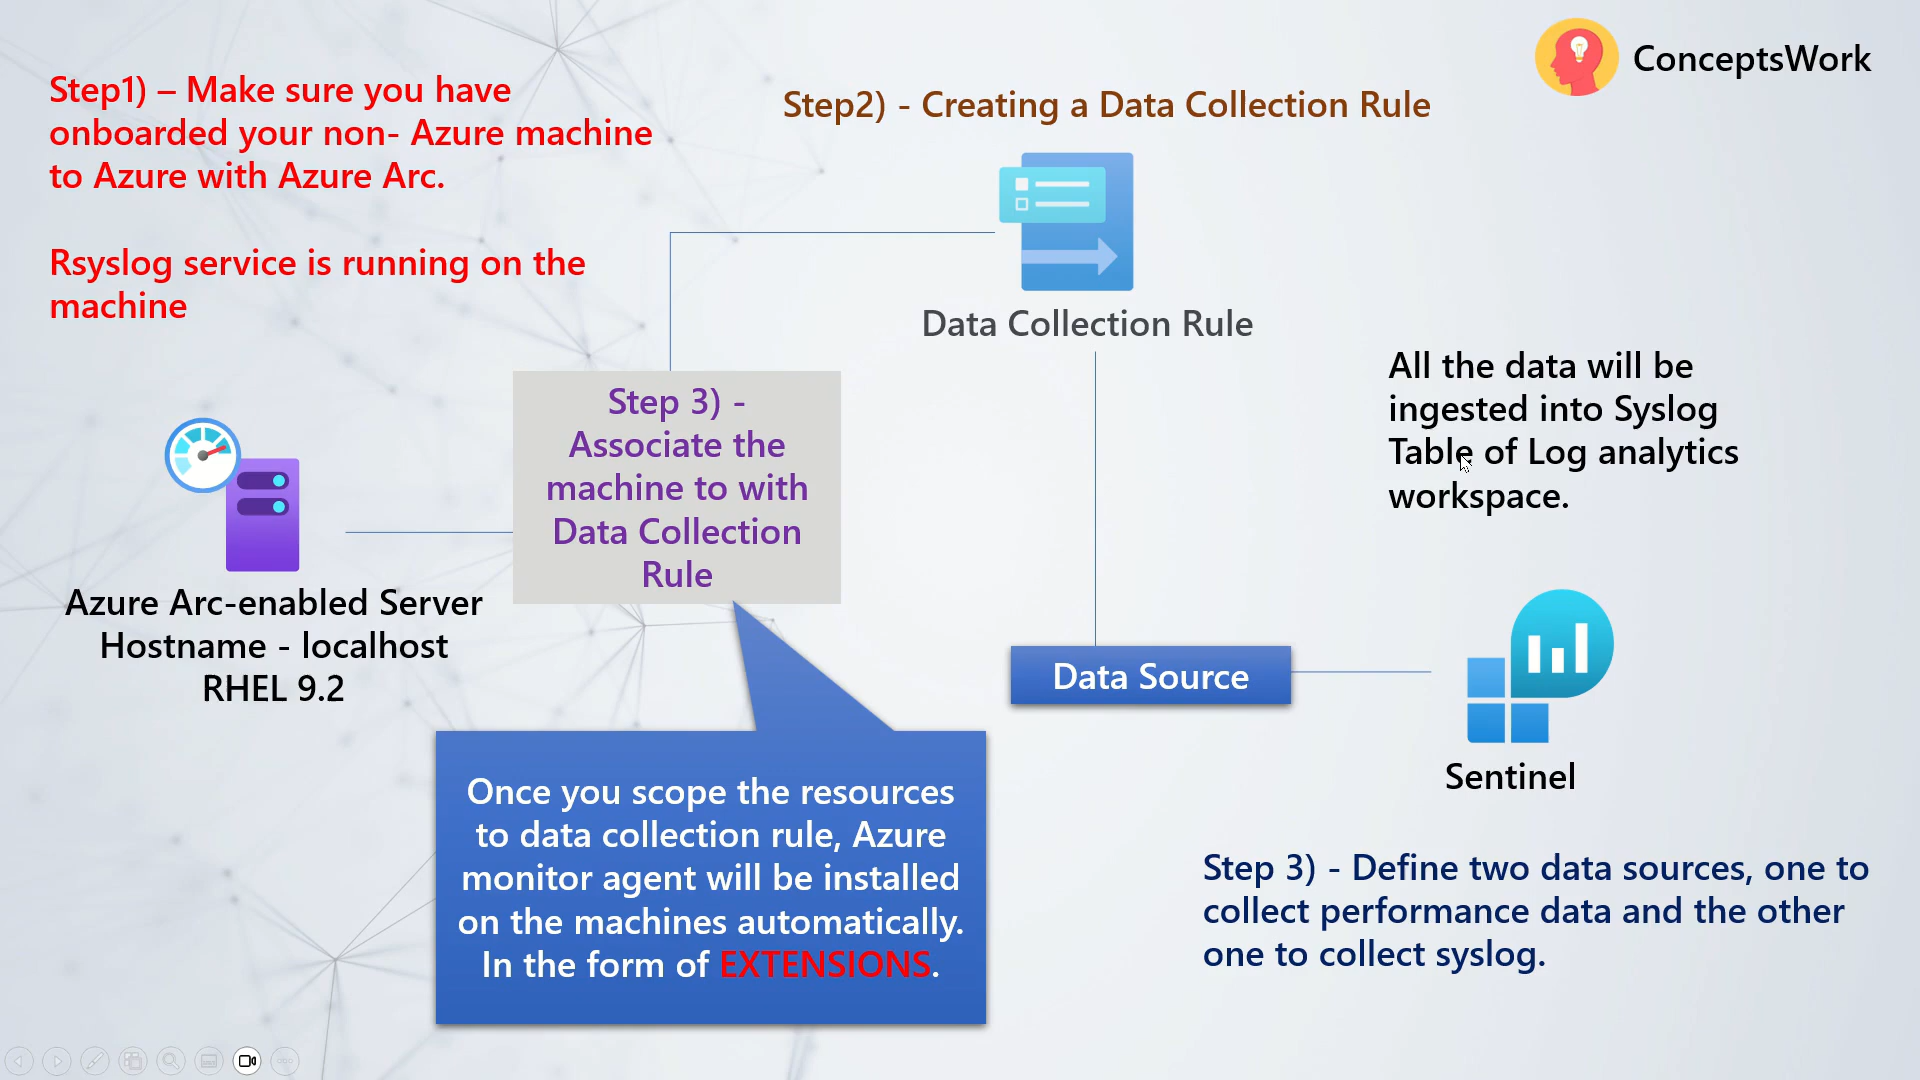 ConceptsWork
Step1) – Make sure you have
onboarded your non- Azure machine
to Azure with Azure Arc.
Rsyslog service is running on the
machine
Step2) - Creating a Data Collection Rule
Data Collection Rule
Step 3) -
Associate the
machine to with
Data Collection
Rule
All the data will be
ingested into Syslog
Table of Log analytics
workspace.
Azure Arc-enabled Server
Hostname - localhost
RHEL 9.2
Data Source
Sentinel
Once you scope the resources
to data collection rule, Azure
monitor agent will be installed
on the machines automatically.
In the form of EXTENSIONS.
Step 3) - Define two data sources, one to
collect performance data and the other
one to collect syslog.